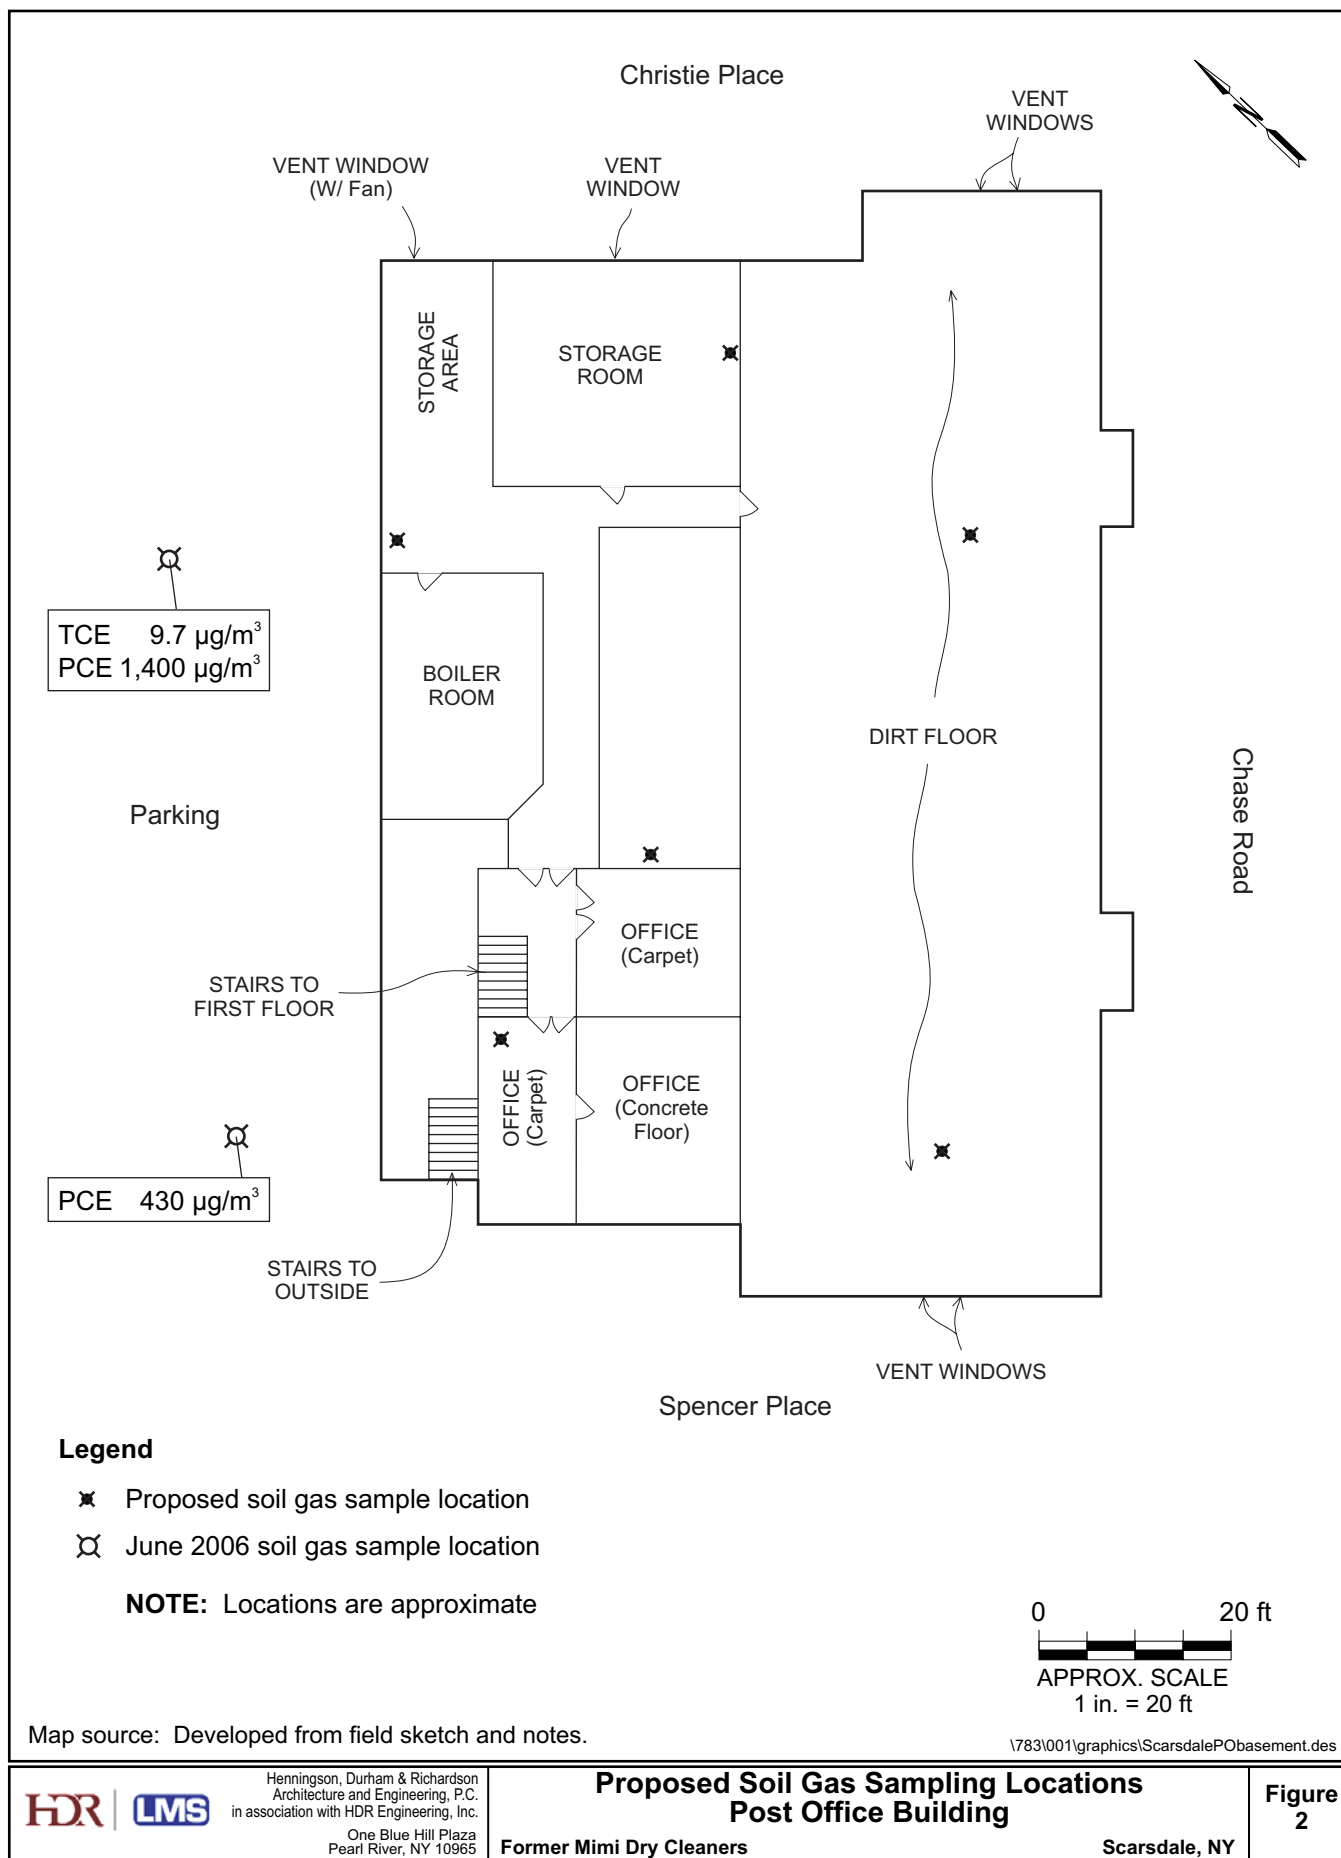 Christie Place
N
VENT
WINDOWS
VENT WINDOW
(W/ Fan)
VENT
WINDOW
STORAGE
AREA
STORAGE
ROOM
TCE 9.7 µg/m³
PCE 1,400 µg/m³
BOILER
ROOM
DIRT FLOOR
Chase Road
Parking
OFFICE
(Carpet)
STAIRS TO
FIRST FLOOR
OFFICE
(Carpet)
OFFICE
(Concrete
Floor)
PCE 430 µg/m³
STAIRS TO
OUTSIDE
VENT WINDOWS
Spencer Place
Legend
Proposed soil gas sample location
June 2006 soil gas sample location
NOTE: Locations are approximate
0 20 ft
APPROX. SCALE
1 in. = 20 ft
Map source: Developed from field sketch and notes.
\783\001\graphics\ScarsdalePObasement.des
HDR LMS
Henningson, Durham & Richardson
Architecture and Engineering, P.C.
in association with HDR Engineering, Inc.
One Blue Hill Plaza
Pearl River, NY 10965
Proposed Soil Gas Sampling Locations
Post Office Building
Former Mimi Dry Cleaners Scarsdale, NY
Figure
2